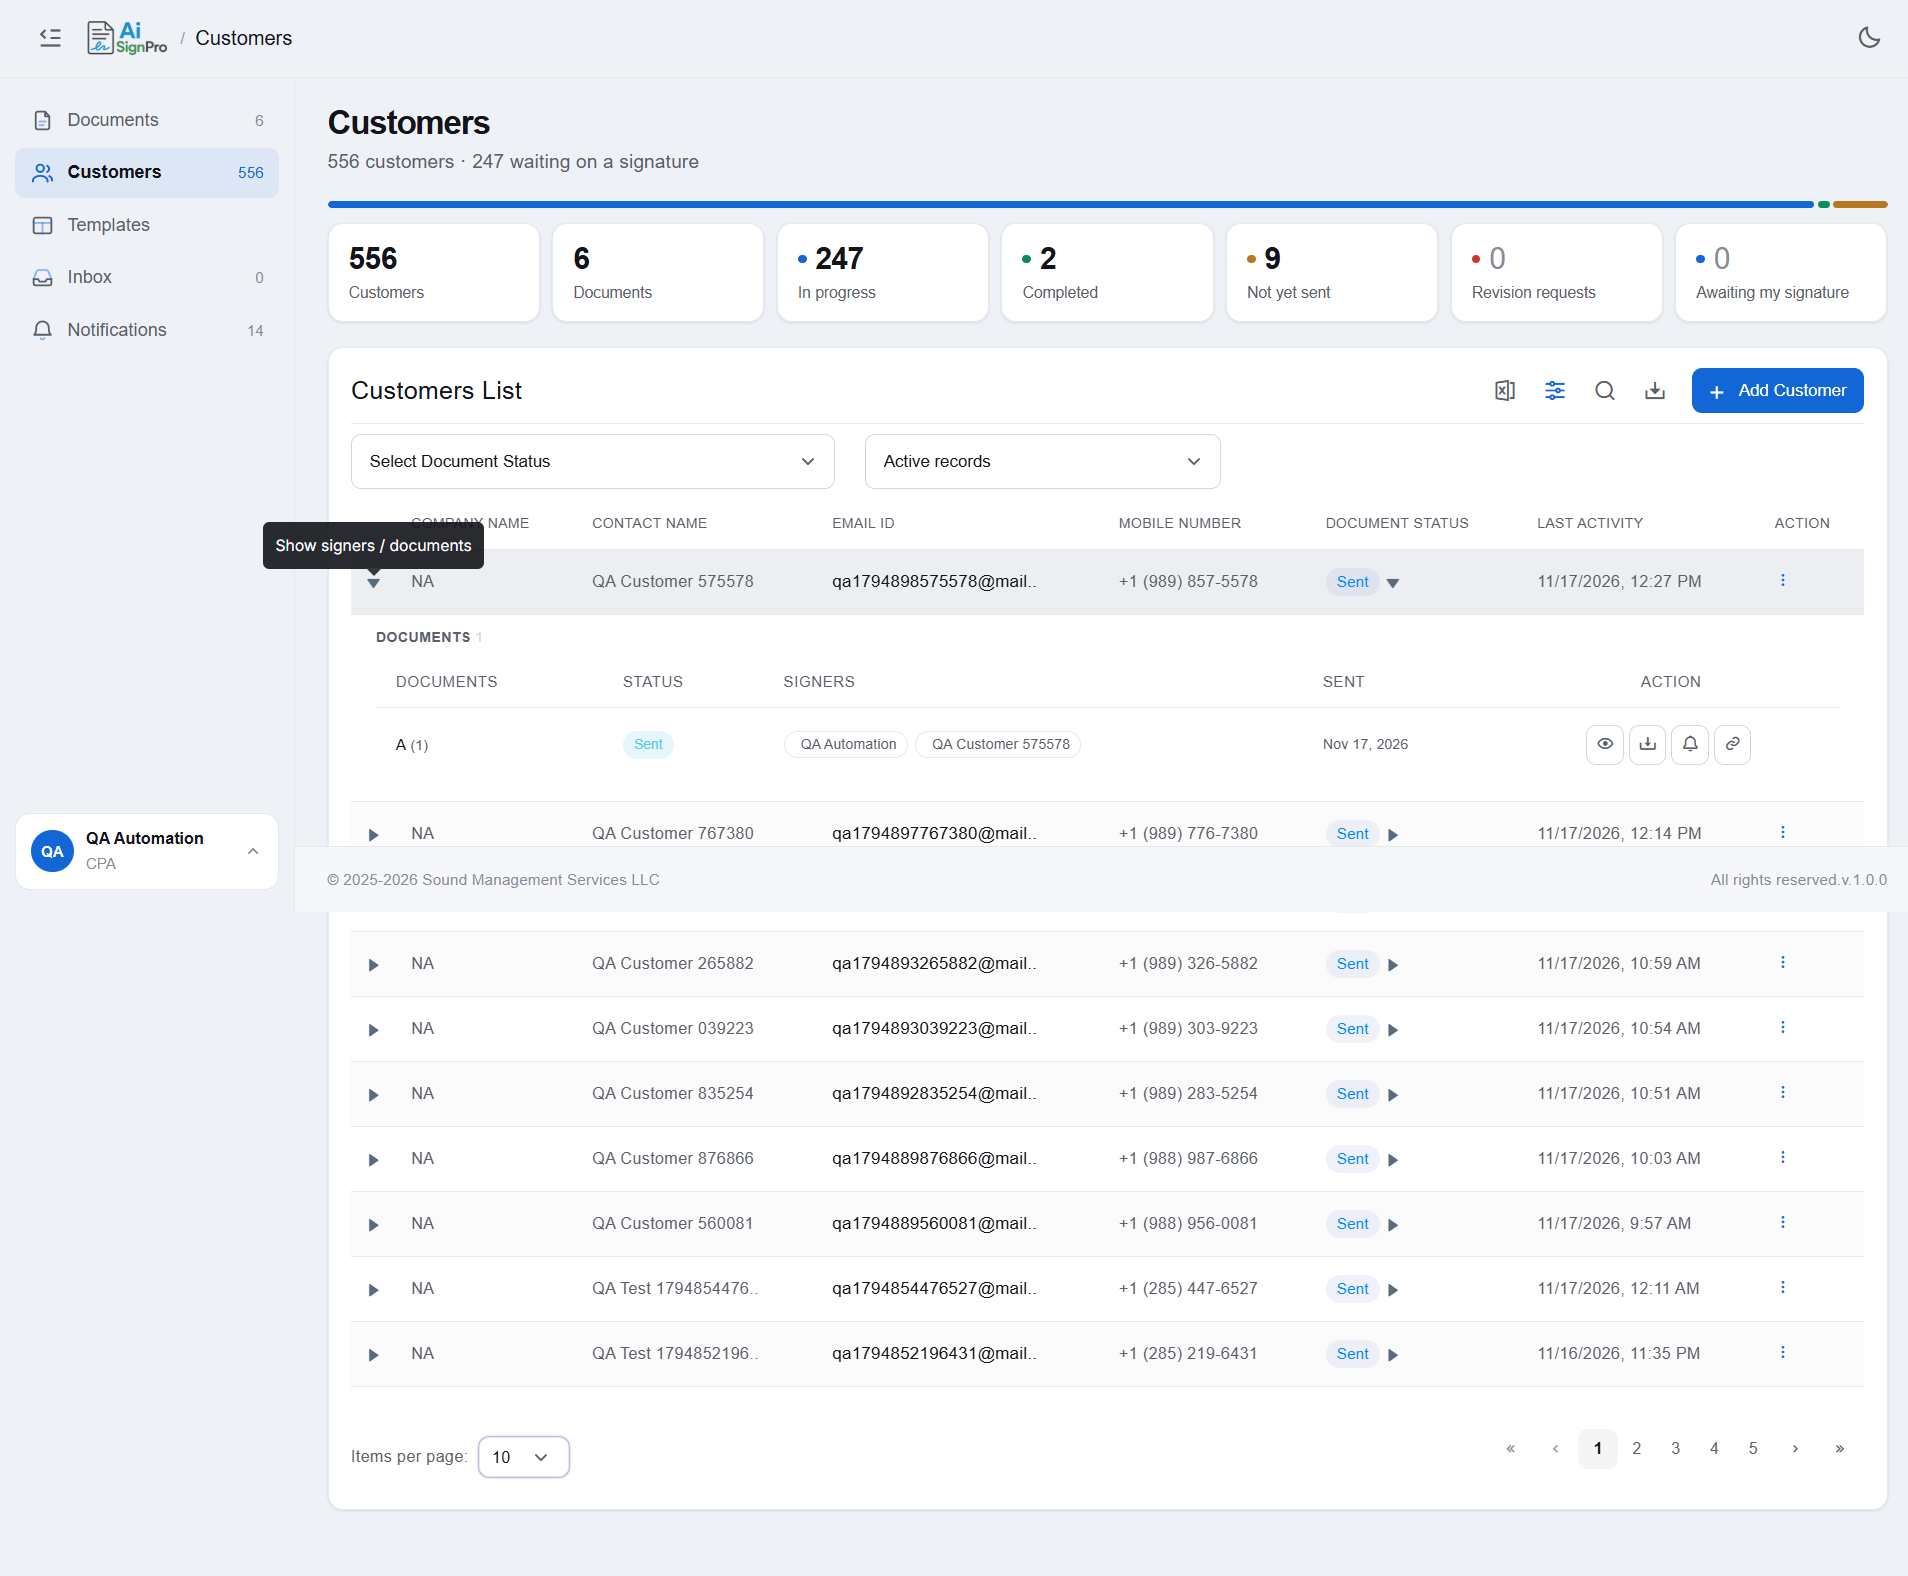 Ai SignPro / Customers
Documents 6
Customers 556
Templates
Inbox 0
Notifications 14
QA
QA Automation
CPA
Customers
556 customers · 247 waiting on a signature
556
Customers
6
Documents
247
In progress
2
Completed
9
Not yet sent
0
Revision requests
0
Awaiting my signature
Customers List
+ Add Customer
Select Document Status
Active records
COMPANY NAME CONTACT NAME EMAIL ID MOBILE NUMBER DOCUMENT STATUS LAST ACTIVITY ACTION
Show signers / documents
NA QA Customer 575578 qa1794898575578@mail.. +1 (989) 857-5578 Sent 11/17/2026, 12:27 PM
DOCUMENTS 1
DOCUMENTS STATUS SIGNERS SENT ACTION
A (1) Sent QA Automation QA Customer 575578 Nov 17, 2026
NA QA Customer 767380 qa1794897767380@mail.. +1 (989) 776-7380 Sent 11/17/2026, 12:14 PM
© 2025-2026 Sound Management Services LLC All rights reserved.v.1.0.0
NA QA Customer 265882 qa1794893265882@mail.. +1 (989) 326-5882 Sent 11/17/2026, 10:59 AM
NA QA Customer 039223 qa1794893039223@mail.. +1 (989) 303-9223 Sent 11/17/2026, 10:54 AM
NA QA Customer 835254 qa1794892835254@mail.. +1 (989) 283-5254 Sent 11/17/2026, 10:51 AM
NA QA Customer 876866 qa1794889876866@mail.. +1 (988) 987-6866 Sent 11/17/2026, 10:03 AM
NA QA Customer 560081 qa1794889560081@mail.. +1 (988) 956-0081 Sent 11/17/2026, 9:57 AM
NA QA Test 1794854476.. qa1794854476527@mail.. +1 (285) 447-6527 Sent 11/17/2026, 12:11 AM
NA QA Test 1794852196.. qa1794852196431@mail.. +1 (285) 219-6431 Sent 11/16/2026, 11:35 PM
Items per page: 10 « ‹ 1 2 3 4 5 › »